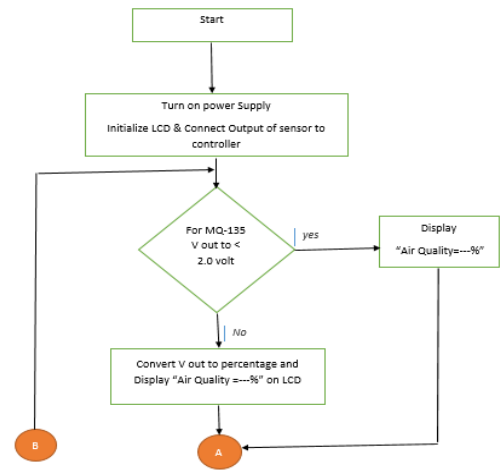 Start
Turn on power Supply
Initialize LCD & Connect Output of sensor to
controller
For MQ-135
V out to <
2.0 volt
yes
Display
"Air Quality=---%"
No
Convert V out to percentage and
Display "Air Quality =---%" on LCD
B
A